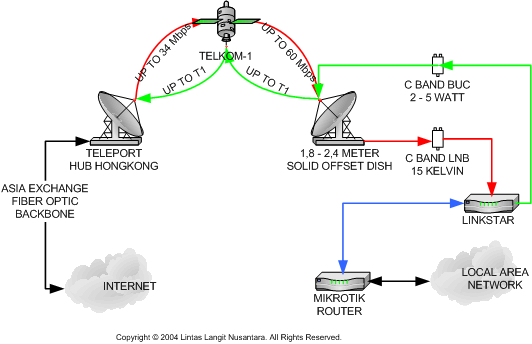 UP TO 34 Mbps
TELKOM-1
UP TO 60 Mbps
UP TO T1
UP TO T1
C BAND BUC
2 - 5 WATT
TELEPORT
HUB HONGKONG
1,8 - 2,4 METER
SOLID OFFSET DISH
C BAND LNB
15 KELVIN
ASIA EXCHANGE
FIBER OPTIC
BACKBONE
LINKSTAR
INTERNET
MIKROTIK
ROUTER
LOCAL AREA
NETWORK
Copyright © 2004 Lintas Langit Nusantara. All Rights Reserved.